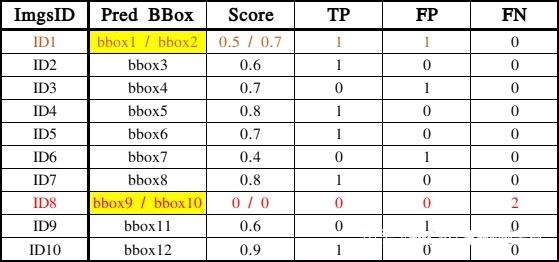 ImgsID Pred BBox Score TP FP FN
ID1 bbox1 / bbox2 0.5 / 0.7 1 1 0
ID2 bbox3 0.6 1 0 0
ID3 bbox4 0.7 0 1 0
ID4 bbox5 0.8 1 0 0
ID5 bbox6 0.7 1 0 0
ID6 bbox7 0.4 0 1 0
ID7 bbox8 0.8 1 0 0
ID8 bbox9 / bbox10 0 / 0 0 0 2
ID9 bbox11 0.6 0 1 0
ID10 bbox12 0.9 1 0 0